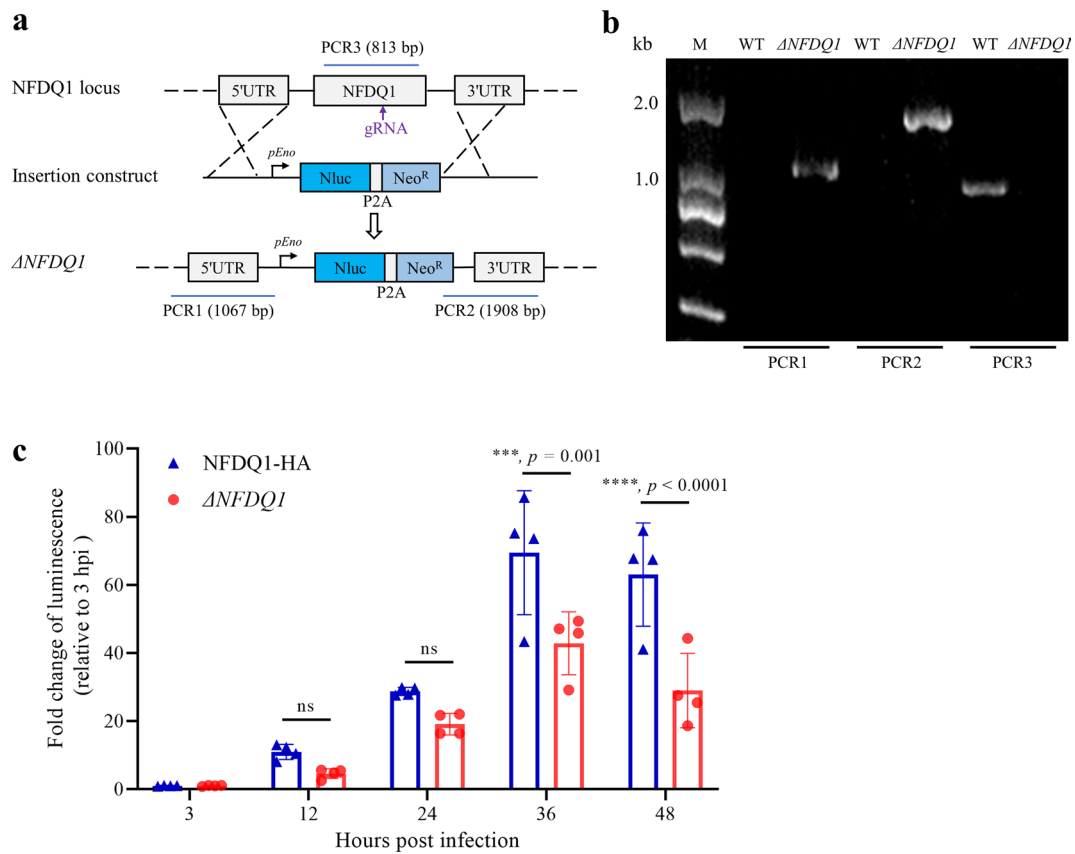 a
PCR3 (813 bp)
NFDQ1 locus
5'UTR
NFDQ1
3'UTR
gRNA
pEno
Insertion construct
Nluc
Neoᴿ
P2A
pEno
ΔNFDQ1
5'UTR
Nluc
Neoᴿ
3'UTR
P2A
PCR1 (1067 bp)
PCR2 (1908 bp)
b
kb
M
WT
ΔNFDQ1
WT
ΔNFDQ1
WT
ΔNFDQ1
2.0
1.0
PCR1
PCR2
PCR3
c
NFDQ1-HA
ΔNFDQ1
Fold change of luminescence
(relative to 3 hpi )
100
80
60
40
20
0
ns
ns
***, p = 0.001
****, p < 0.0001
3
12
24
36
48
Hours post infection